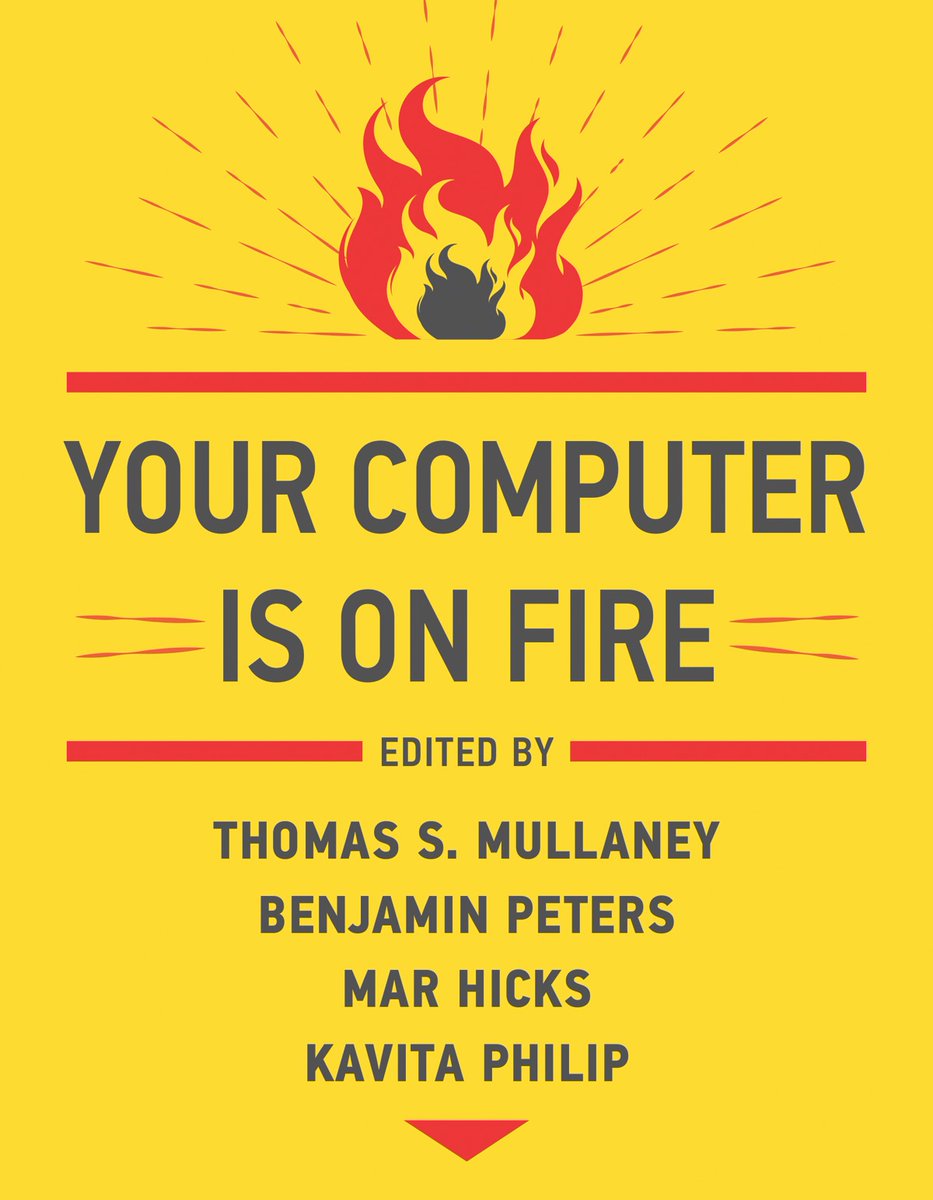 YOUR COMPUTER
IS ON FIRE
EDITED BY
THOMAS S. MULLANEY
BENJAMIN PETERS
MAR HICKS
KAVITA PHILIP